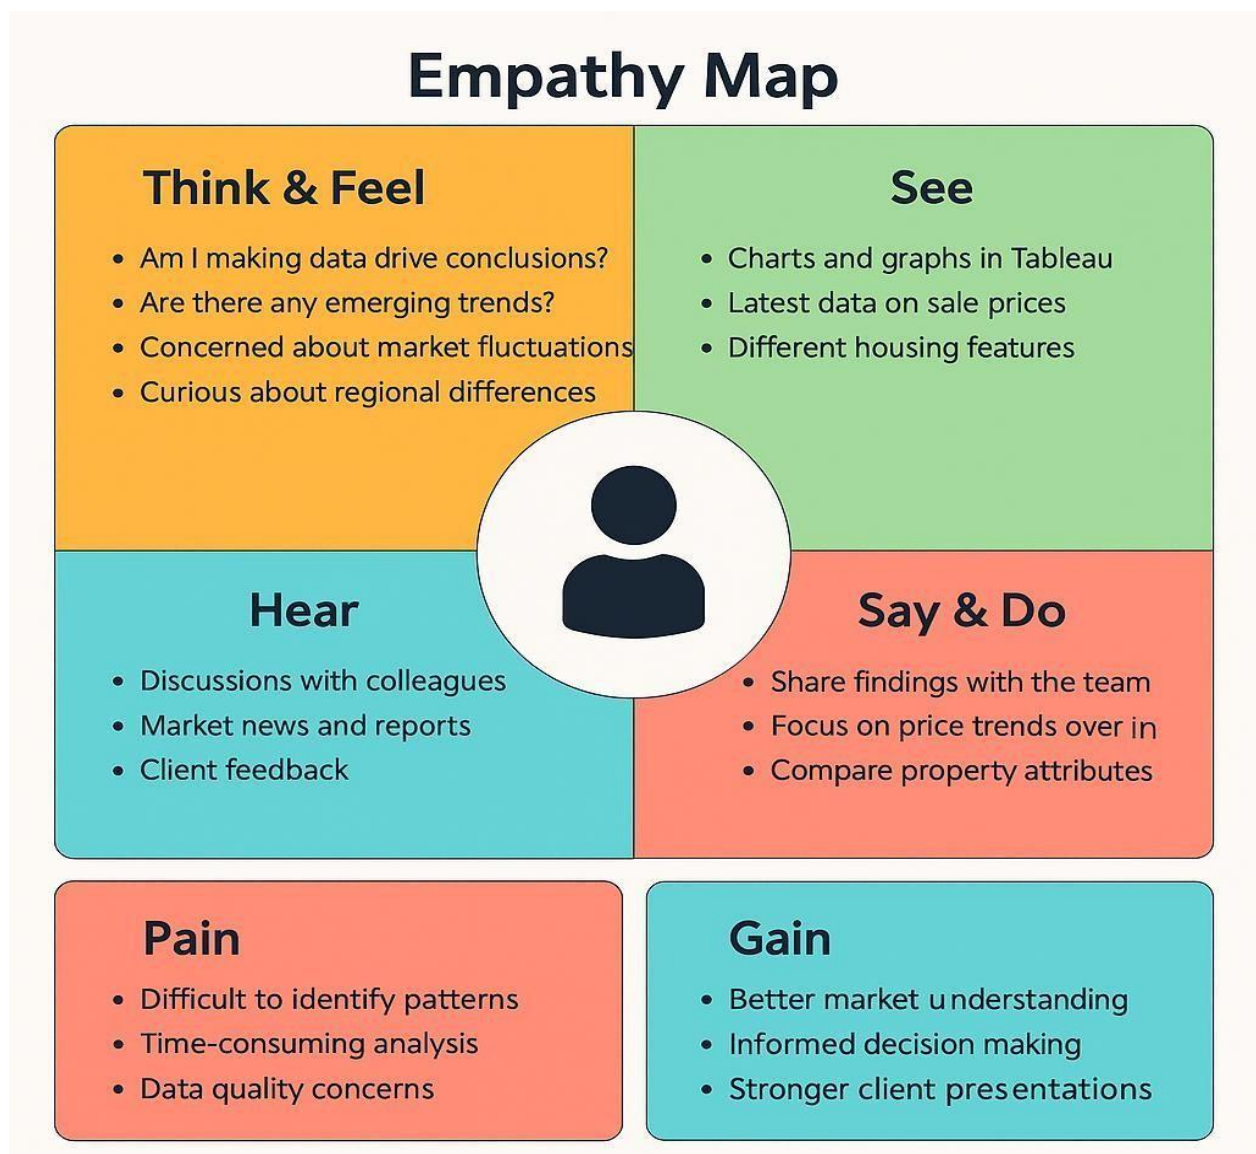 Empathy Map
Think & Feel
• Am I making data drive conclusions?
• Are there any emerging trends?
• Concerned about market fluctuations
• Curious about regional differences
See
• Charts and graphs in Tableau
• Latest data on sale prices
• Different housing features
Hear
• Discussions with colleagues
• Market news and reports
• Client feedback
Say & Do
• Share findings with the team
• Focus on price trends over in
• Compare property attributes
Pain
• Difficult to identify patterns
• Time-consuming analysis
• Data quality concerns
Gain
• Better market understanding
• Informed decision making
• Stronger client presentations